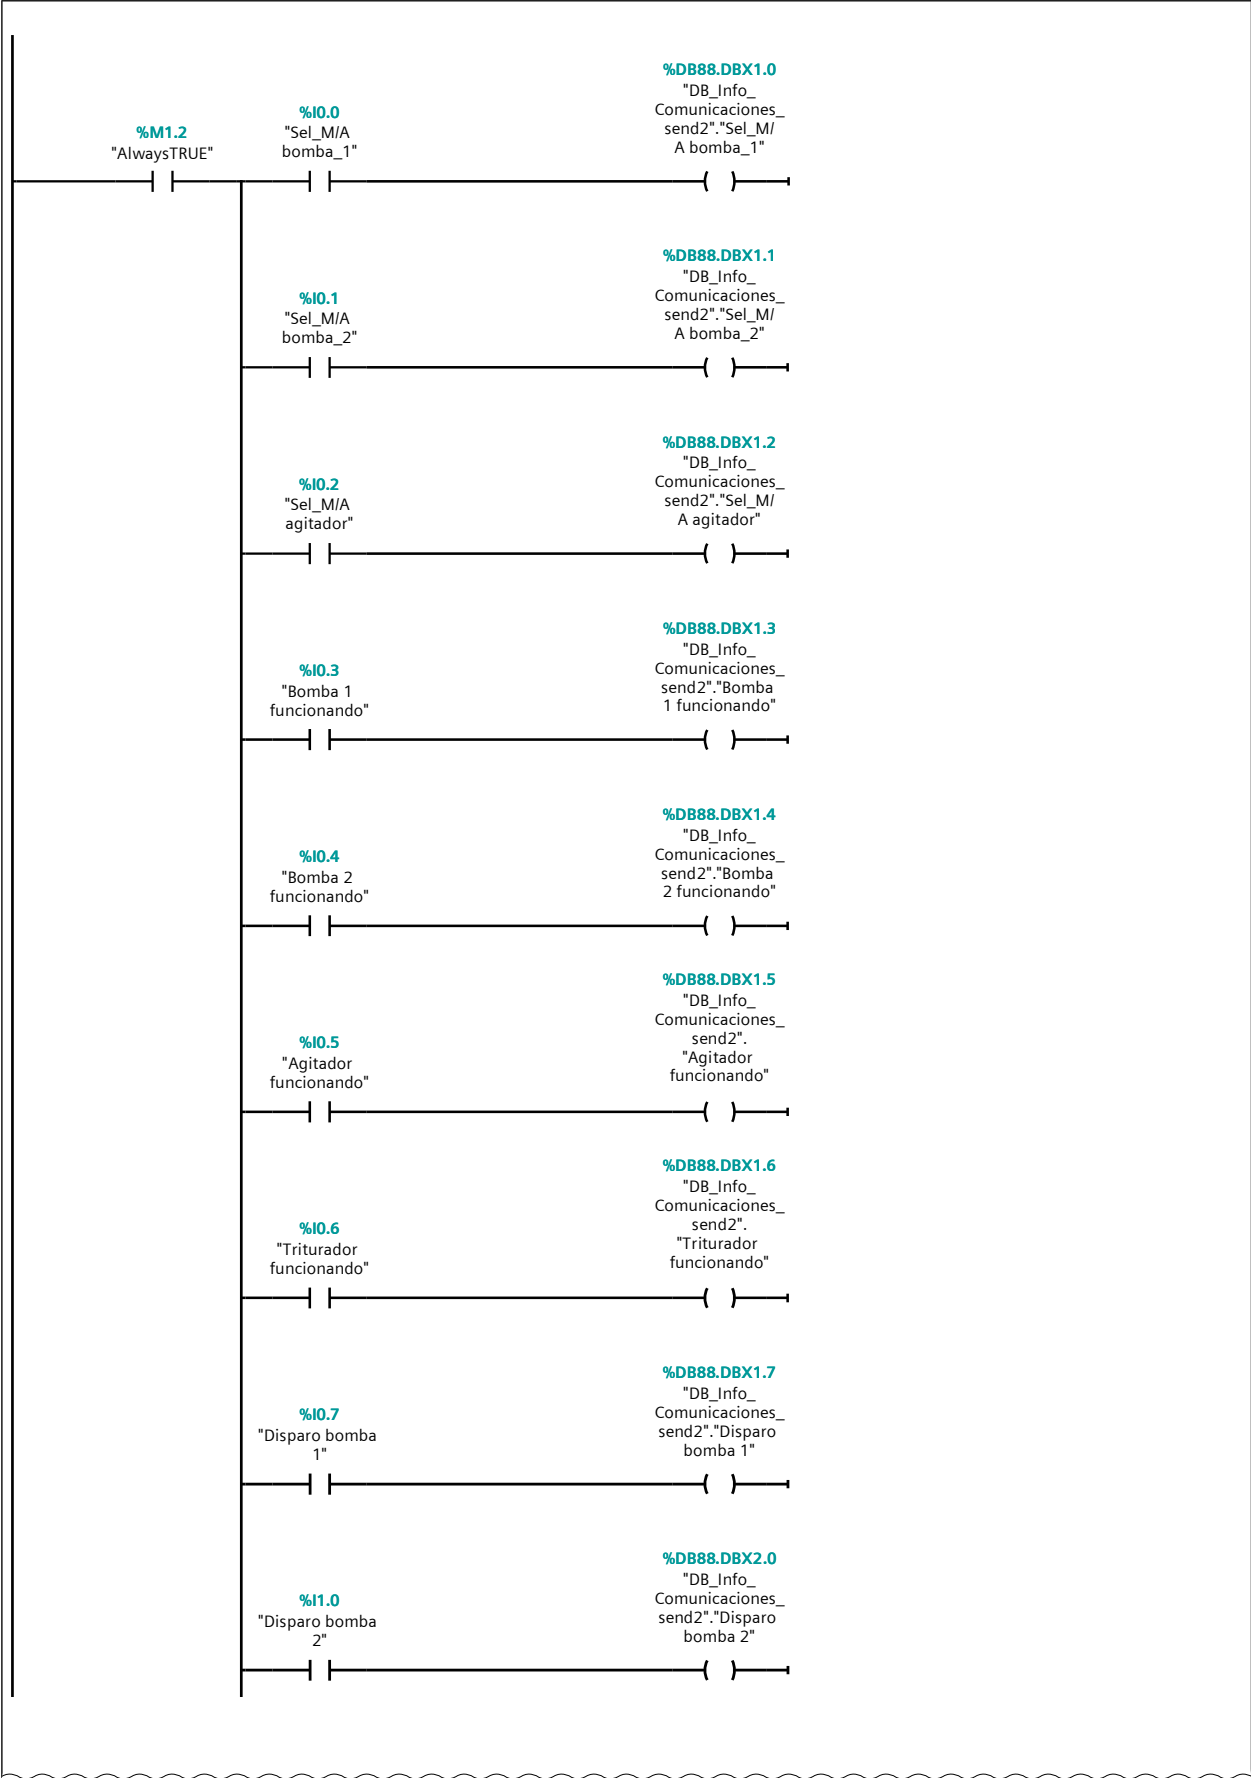 %DB88.DBX1.0
"DB_Info_
Comunicaciones_
send2"."Sel_M/
A bomba_1"
%I0.0
"Sel_M/A
bomba_1"
%M1.2
"AlwaysTRUE"
%DB88.DBX1.1
"DB_Info_
Comunicaciones_
send2"."Sel_M/
A bomba_2"
%I0.1
"Sel_M/A
bomba_2"
%DB88.DBX1.2
"DB_Info_
Comunicaciones_
send2"."Sel_M/
A agitador"
%I0.2
"Sel_M/A
agitador"
%DB88.DBX1.3
"DB_Info_
Comunicaciones_
send2"."Bomba
1 funcionando"
%I0.3
"Bomba 1
funcionando"
%DB88.DBX1.4
"DB_Info_
Comunicaciones_
send2"."Bomba
2 funcionando"
%I0.4
"Bomba 2
funcionando"
%DB88.DBX1.5
"DB_Info_
Comunicaciones_
send2".
"Agitador
funcionando"
%I0.5
"Agitador
funcionando"
%DB88.DBX1.6
"DB_Info_
Comunicaciones_
send2".
"Triturador
funcionando"
%I0.6
"Triturador
funcionando"
%DB88.DBX1.7
"DB_Info_
Comunicaciones_
send2"."Disparo
bomba 1"
%I0.7
"Disparo bomba
1"
%DB88.DBX2.0
"DB_Info_
Comunicaciones_
send2"."Disparo
bomba 2"
%I1.0
"Disparo bomba
2"